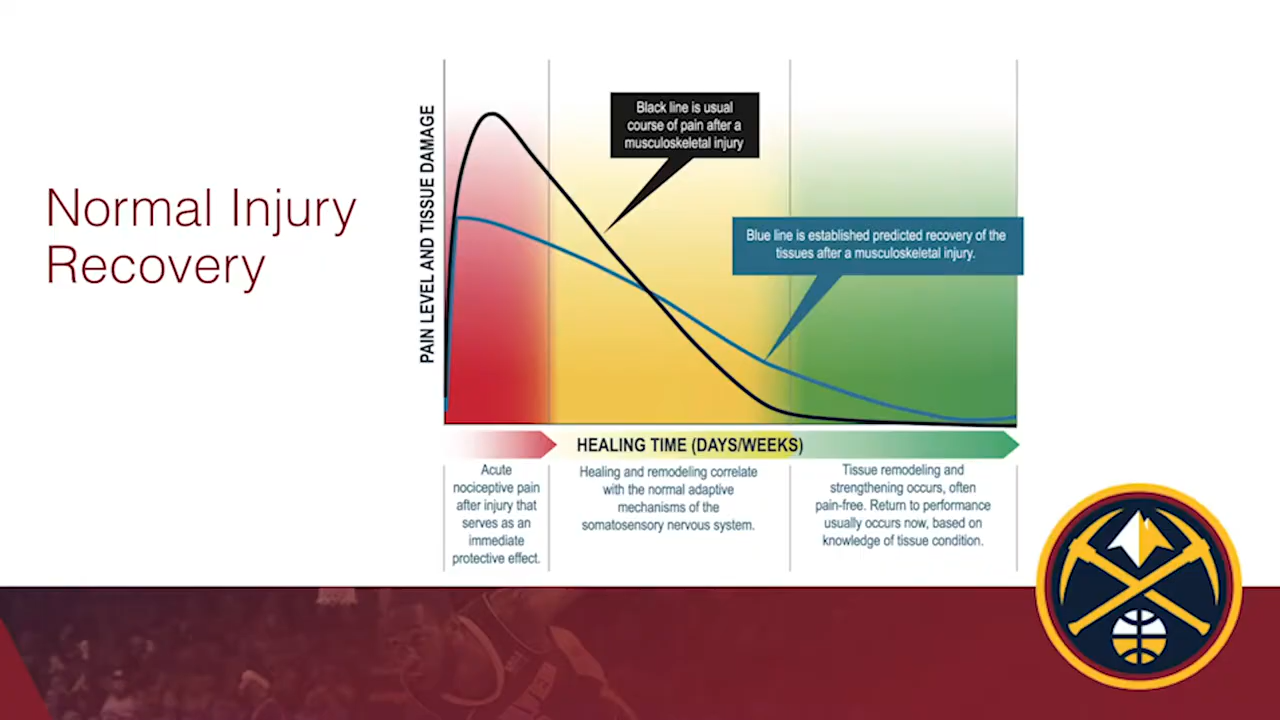 Normal Injury
Recovery
PAIN LEVEL AND TISSUE DAMAGE
Black line is usual
course of pain after a
musculoskeletal injury
Blue line is established predicted recovery of the
tissues after a musculoskeletal injury.
HEALING TIME (DAYS/WEEKS)
Acute
nociceptive pain
after injury that
serves as an
immediate
protective effect.
Healing and remodeling correlate
with the normal adaptive
mechanisms of the
somatosensory nervous system.
Tissue remodeling and
strengthening occurs, often
pain-free. Return to performance
usually occurs now, based on
knowledge of tissue condition.